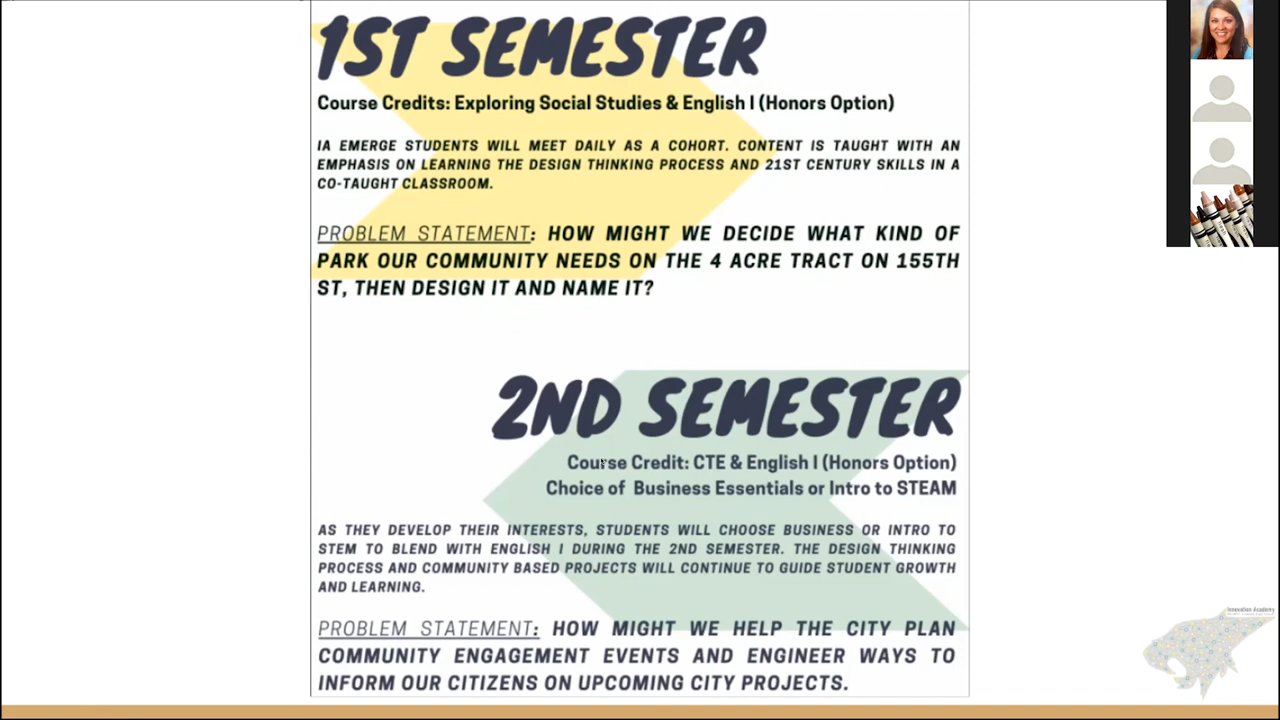 1ST SEMESTER
Course Credits: Exploring Social Studies & English I (Honors Option)
IA EMERGE STUDENTS WILL MEET DAILY AS A COHORT. CONTENT IS TAUGHT WITH AN
EMPHASIS ON LEARNING THE DESIGN THINKING PROCESS AND 21ST CENTURY SKILLS IN A
CO-TAUGHT CLASSROOM.
PROBLEM STATEMENT: HOW MIGHT WE DECIDE WHAT KIND OF
PARK OUR COMMUNITY NEEDS ON THE 4 ACRE TRACT ON 155TH
ST, THEN DESIGN IT AND NAME IT?
2ND SEMESTER
Course Credit: CTE & English I (Honors Option)
Choice of Business Essentials or Intro to STEAM
AS THEY DEVELOP THEIR INTERESTS, STUDENTS WILL CHOOSE BUSINESS OR INTRO TO
STEM TO BLEND WITH ENGLISH I DURING THE 2ND SEMESTER. THE DESIGN THINKING
PROCESS AND COMMUNITY BASED PROJECTS WILL CONTINUE TO GUIDE STUDENT GROWTH
AND LEARNING.
PROBLEM STATEMENT: HOW MIGHT WE HELP THE CITY PLAN
COMMUNITY ENGAGEMENT EVENTS AND ENGINEER WAYS TO
INFORM OUR CITIZENS ON UPCOMING CITY PROJECTS.
Innovation Academy